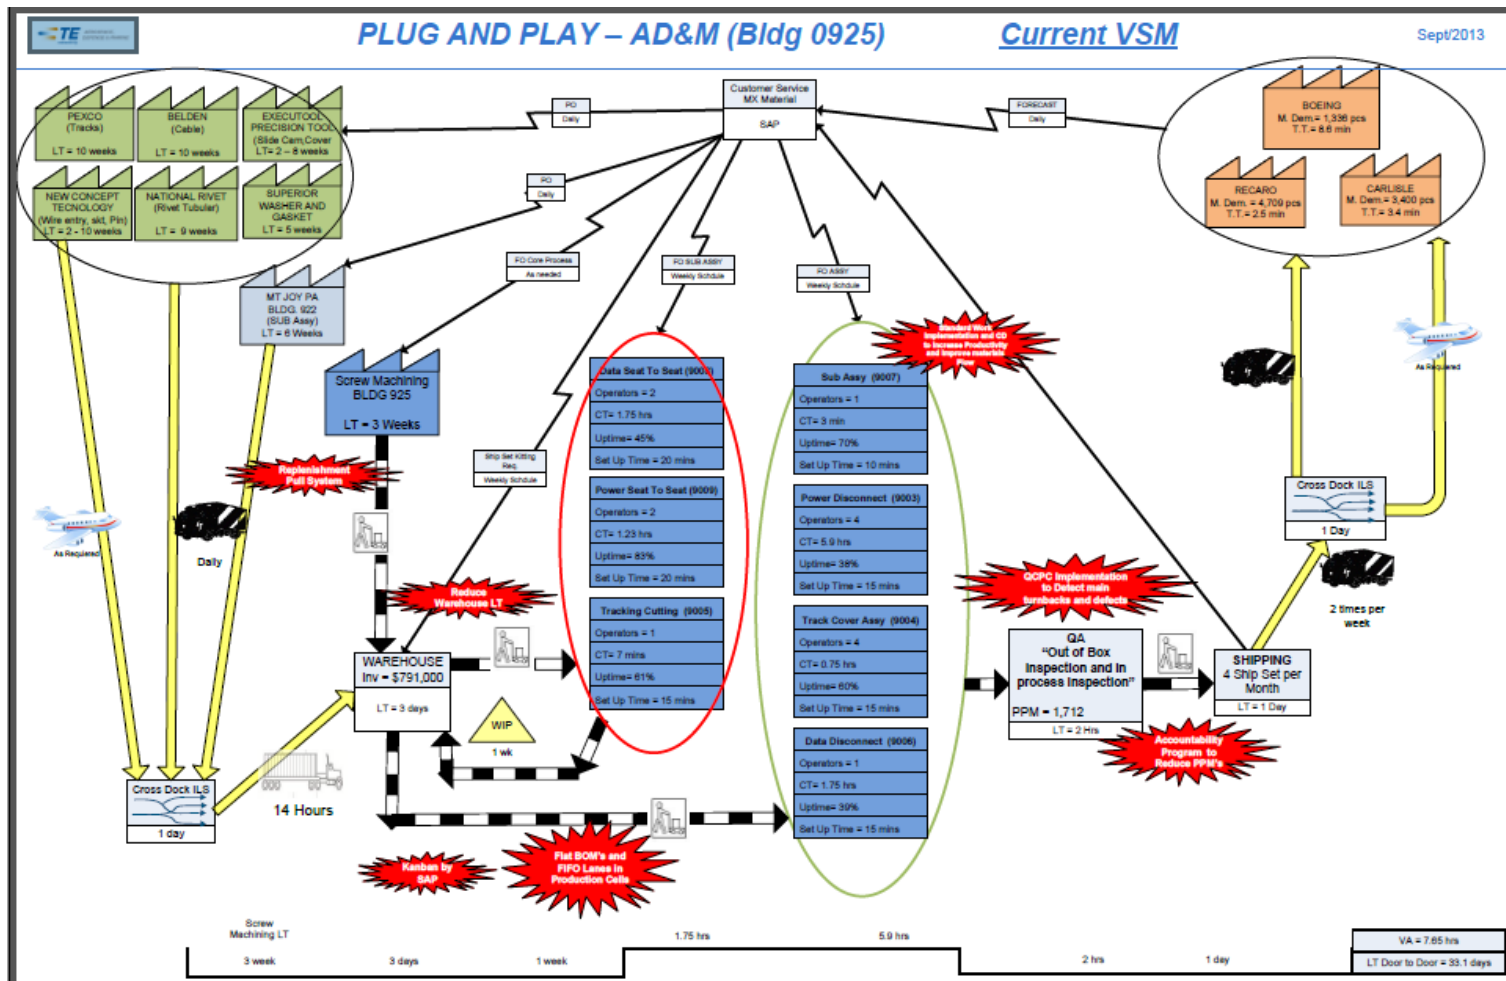 TE
PLUG AND PLAY – AD&M (Bldg 0925)
Current VSM
Sept/2013
PEXCO
(Tracks)
LT = 10 weeks
BELDEN
(Cable)
LT = 10 weeks
EXECUTOOL
PRECISION TOOL
(Slide Cam,Cover
LT= 2 – 8 weeks
NEW CONCEPT
TECNOLOGY
(Wire entry, skt, Pin)
LT = 2 - 10 weeks
NATIONAL RIVET
(Rivet Tubular)
LT = 9 weeks
SUPERIOR
WASHER AND
GASKET
LT = 5 weeks
MT JOY PA
BLDG. 922
(SUB Assy)
LT = 6 Weeks
Customer Service
MX Material
SAP
PO
Daily
FORECAST
Daily
PO
Daily
FO Core Process
As needed
FO SUB ASSY
Weekly Schdule
FO ASSY
Weekly Schdule
Ship Set Kitting
Req.
Weekly Schdule
BOEING
M. Dem.= 1,336 pcs
T.T.= 8.6 min
RECARO
M. Dem.= 4,709 pcs
T.T.= 2.5 min
CARLISLE
M. Dem.= 3,400 pcs
T.T.= 3.4 min
Screw Machining
BLDG 925
LT = 3 Weeks
Replenishment
Pull System
As Requiered
Daily
Reduce
Warehouse LT
Data Seat To Seat (9002)
Operators = 2
CT= 1.75 hrs
Uptime= 45%
Set Up Time = 20 mins
Power Seat To Seat (9009)
Operators = 2
CT= 1.23 hrs
Uptime= 83%
Set Up Time = 20 mins
Tracking Cutting (9005)
Operators = 1
CT= 7 mins
Uptime= 61%
Set Up Time = 15 mins
Standard Work
Implementation and CD
to Increase Productivity
and Improve materials
Flow
Sub Assy (9007)
Operators = 1
CT= 3 min
Uptime= 70%
Set Up Time = 10 mins
Power Disconnect (9003)
Operators = 4
CT= 5.9 hrs
Uptime= 38%
Set Up Time = 15 mins
Track Cover Assy (9004)
Operators = 4
CT= 0.75 hrs
Uptime= 60%
Set Up Time = 15 mins
Data Disconnect (9006)
Operators = 1
CT= 1.75 hrs
Uptime= 39%
Set Up Time = 15 mins
As Requiered
Cross Dock ILS
1 Day
2 times per
week
QCPC Implementation
to Detect main
turnbacks and defects
QA
“Out of Box
Inspection and in
process Inspection”
PPM = 1,712
LT = 2 Hrs
SHIPPING
4 Ship Set per
Month
LT = 1 Day
Accountability
Program to
Reduce PPM's
WAREHOUSE
Inv = $791,000
LT = 3 days
WIP
1 wk
Cross Dock ILS
1 day
14 Hours
Kanban by
SAP
Flat BOM's and
FIFO Lanes in
Production Cells
Screw
Machining LT
3 week
3 days
1 week
1.75 hrs
5.9 hrs
2 hrs
1 day
VA = 7.65 hrs
LT Door to Door = 33.1 days